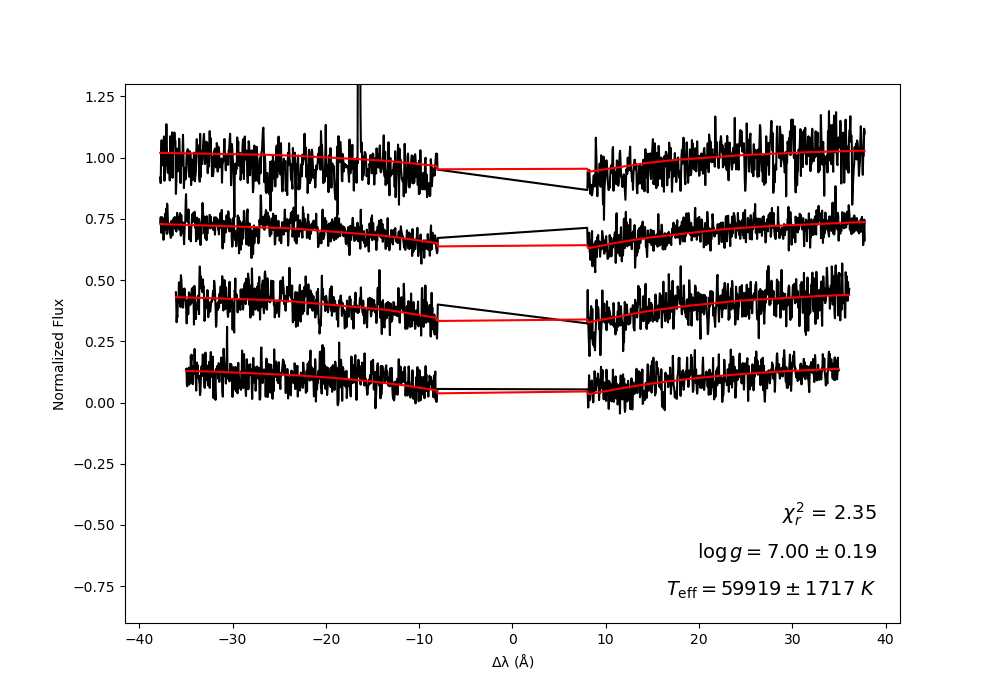 Normalized Flux
1.25
1.00
0.75
0.50
0.25
0.00
−0.25
−0.50
−0.75
χ²ᵣ = 2.35
log g = 7.00 ± 0.19
T_eff = 59919 ± 1717 K
−40 −30 −20 −10 0 10 20 30 40
Δλ (Å)